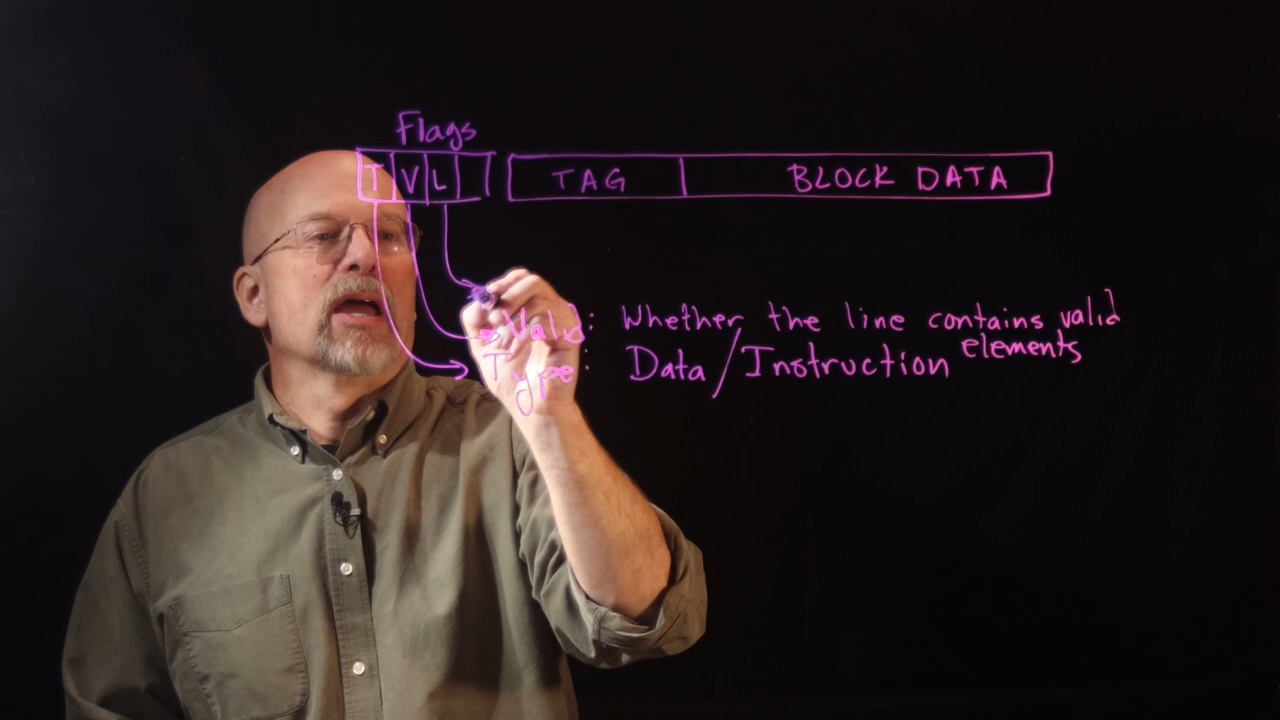 Flags
T V L TAG BLOCK DATA
Valid: Whether the line contains valid
elements
Type: Data/Instruction